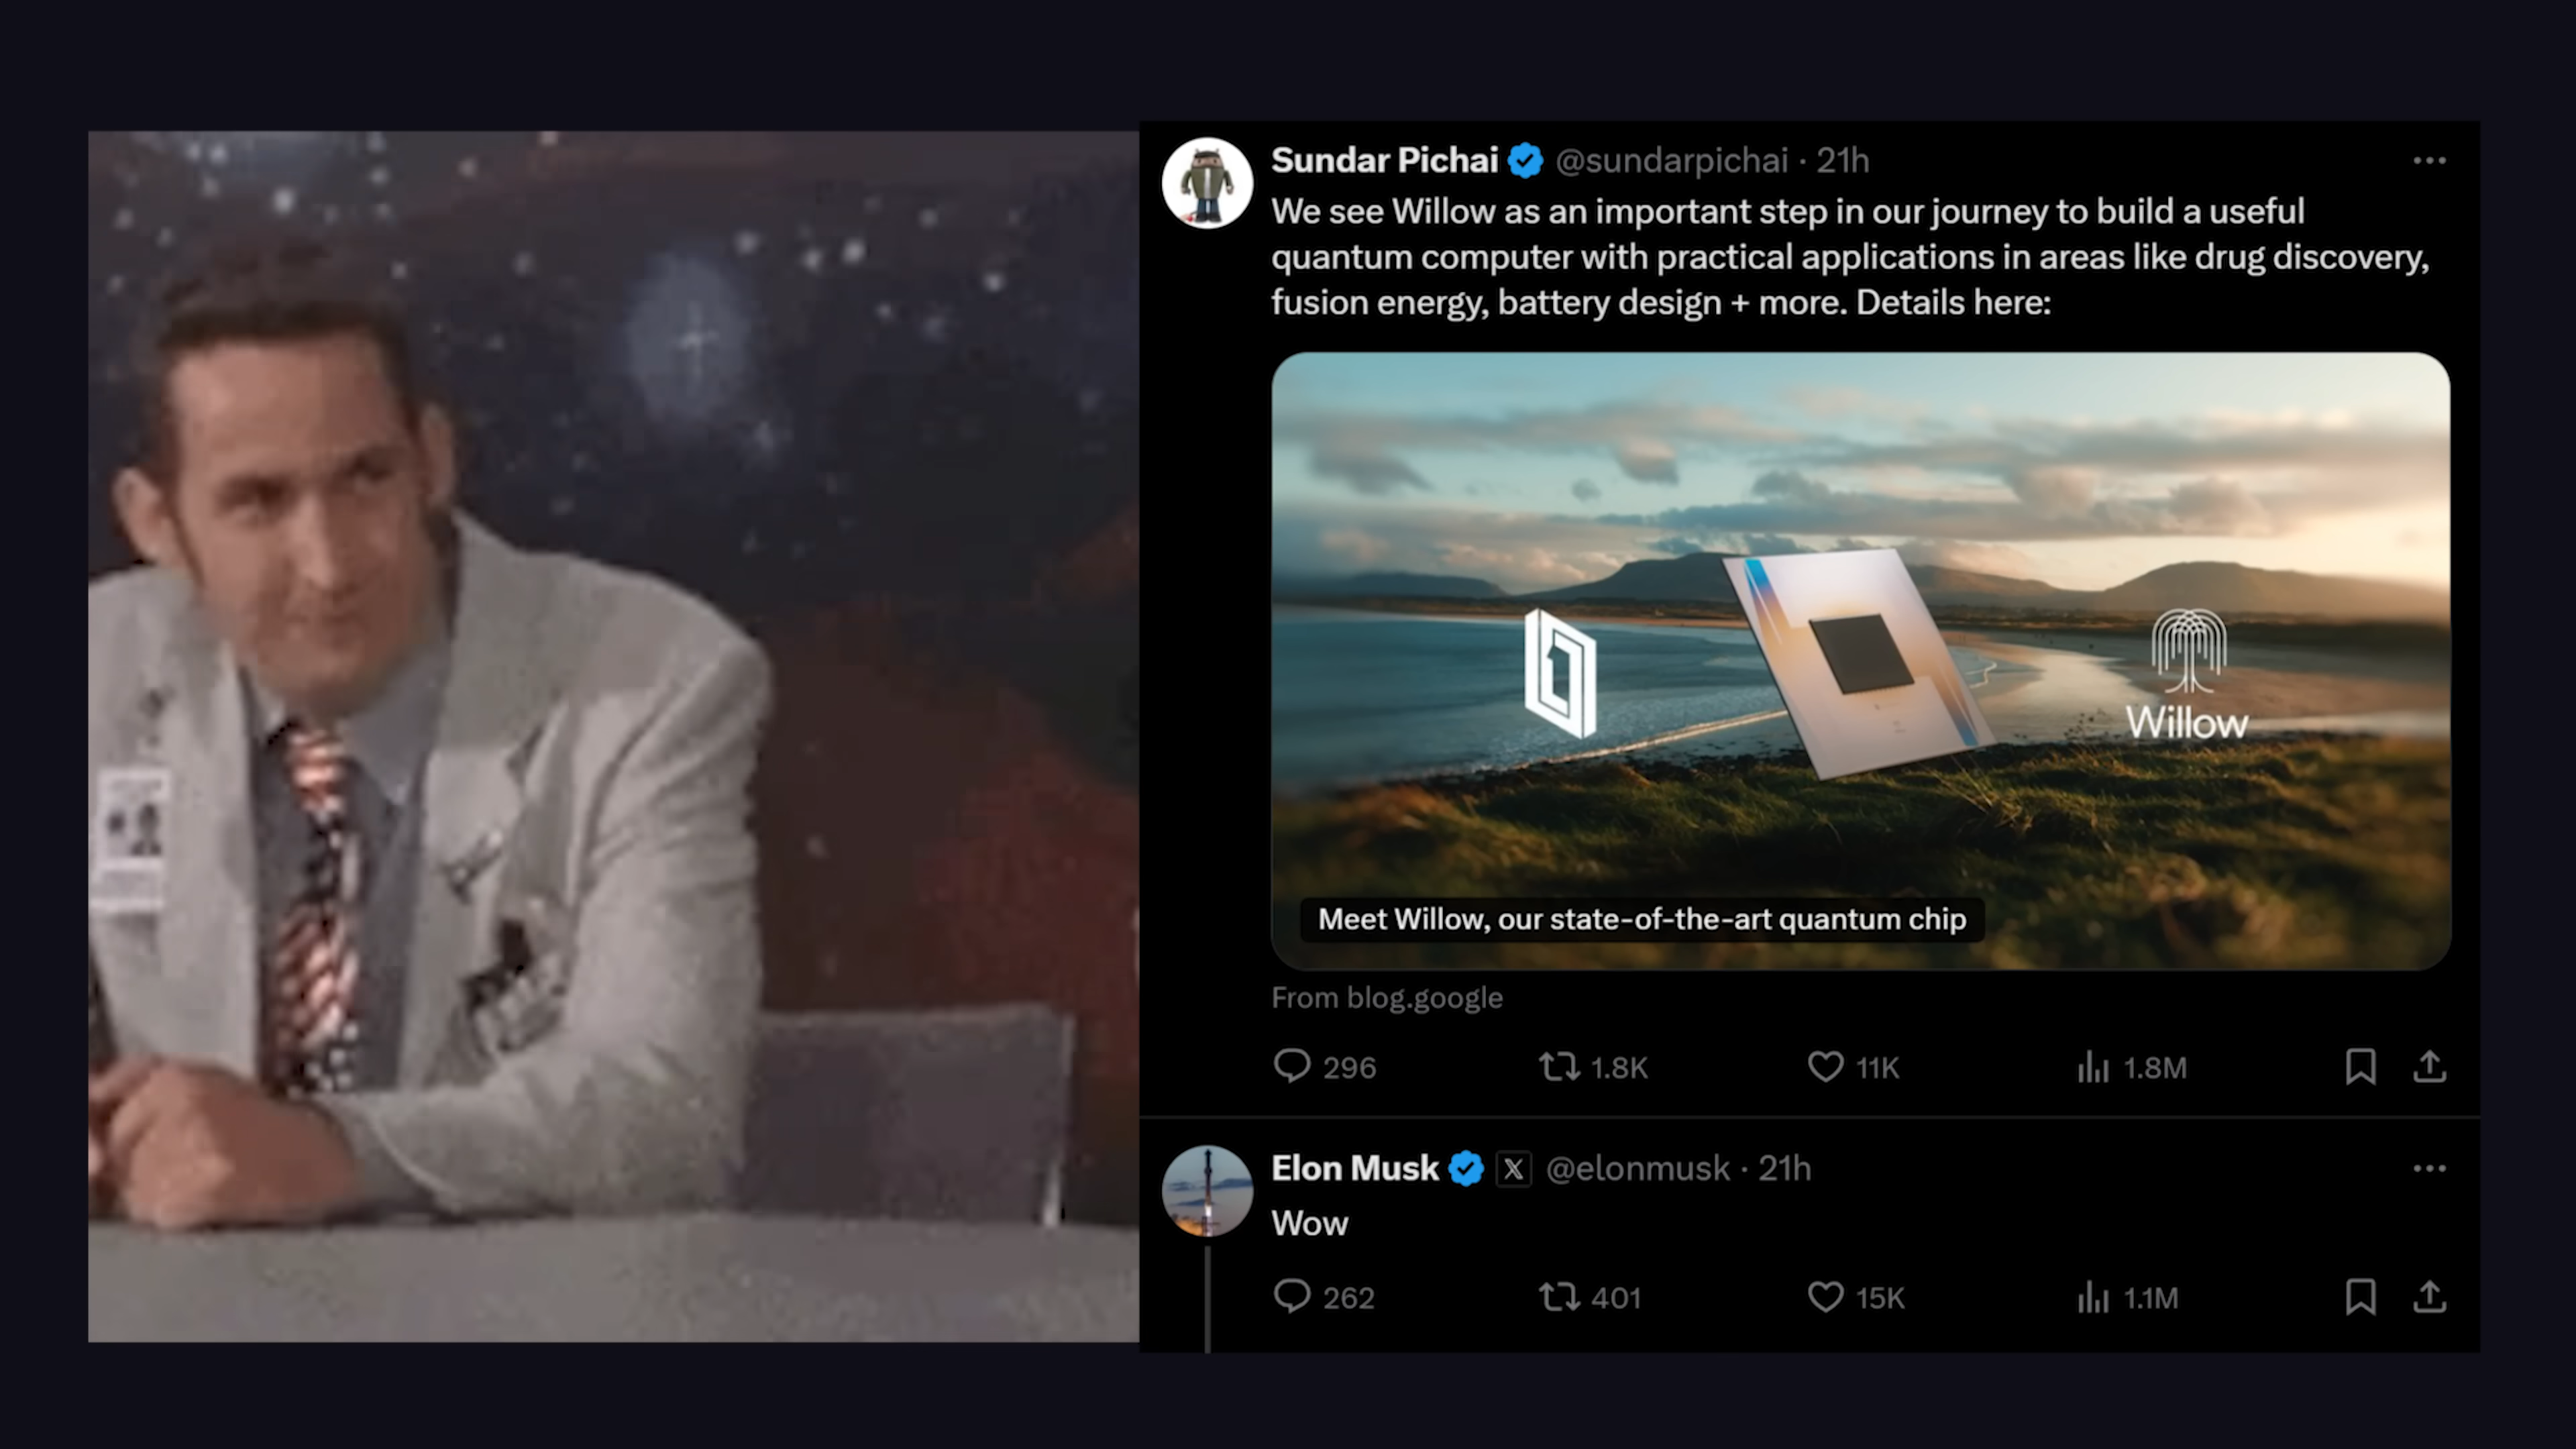 Sundar Pichai @sundarpichai · 21h
We see Willow as an important step in our journey to build a useful
quantum computer with practical applications in areas like drug discovery,
fusion energy, battery design + more. Details here:
Willow
Meet Willow, our state-of-the-art quantum chip
From blog.google
296 1.8K 11K 1.8M
Elon Musk X @elonmusk · 21h
Wow
262 401 15K 1.1M